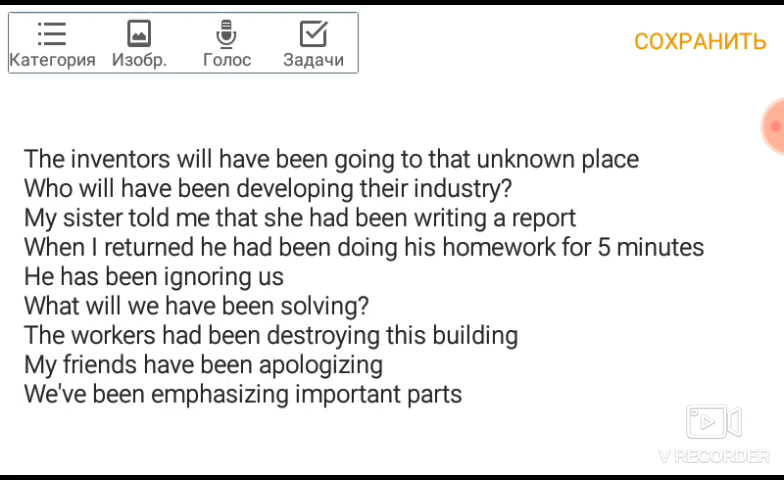 Категория Изобр. Голос Задачи СОХРАНИТЬ
The inventors will have been going to that unknown place
Who will have been developing their industry?
My sister told me that she had been writing a report
When I returned he had been doing his homework for 5 minutes
He has been ignoring us
What will we have been solving?
The workers had been destroying this building
My friends have been apologizing
We've been emphasizing important parts
V RECORDER